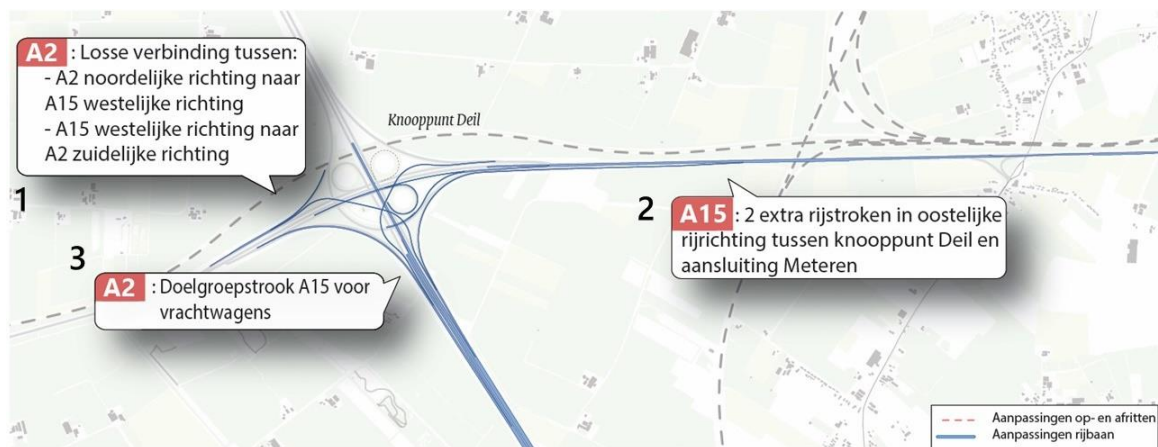 A2 : Losse verbinding tussen:
- A2 noordelijke richting naar
A15 westelijke richting
- A15 westelijke richting naar
A2 zuidelijke richting
Knooppunt Deil
1
2
A15 : 2 extra rijstroken in oostelijke
rijrichting tussen knooppunt Deil en
aansluiting Meteren
3
A2 : Doelgroepstrook A15 voor
vrachtwagens
Aanpassingen op- en afritten
Aanpassingen rijbaan